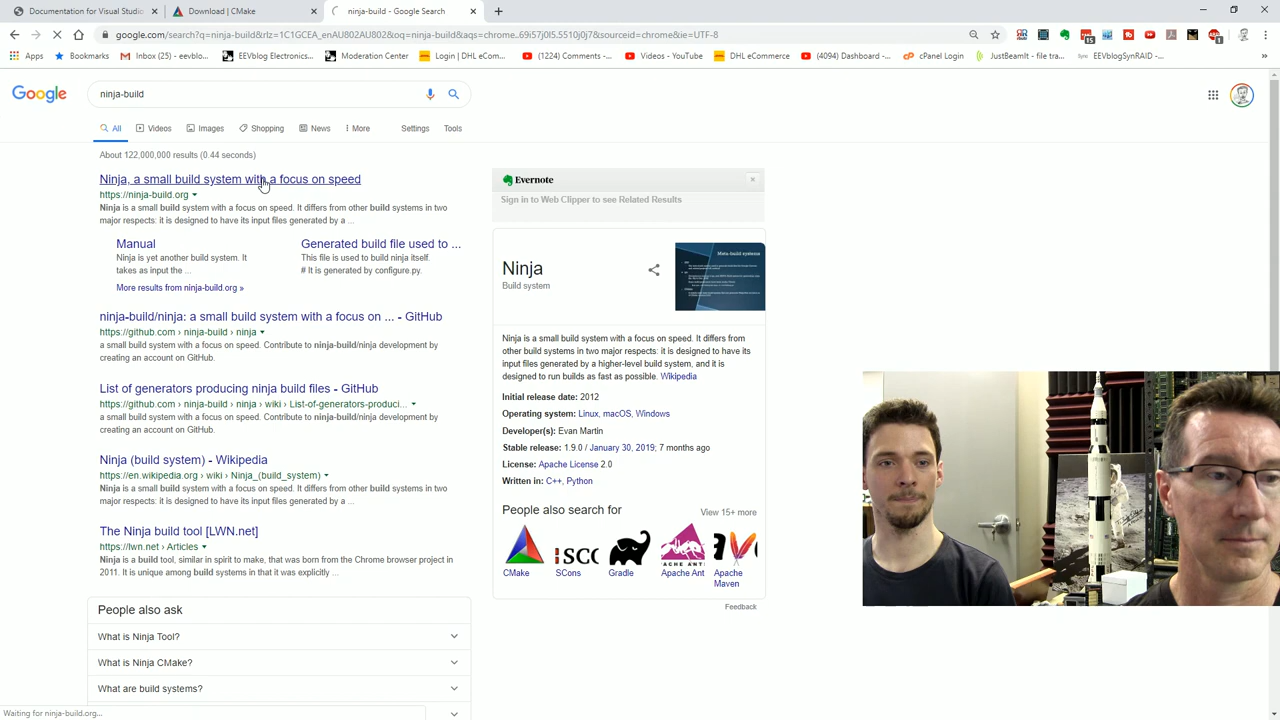 Documentation for Visual Studio
Download | CMake
ninja-build - Google Search
google.com/search?q=ninja-build&rlz=1C1GCEA_enAU802AU802&oq=ninja-build&aqs=chrome..69i57j0l5.5510j0j7&sourceid=chrome&ie=UTF-8
Apps
Bookmarks
Inbox (25) - eevblo...
EEVblog Electronics...
Moderation Center
Login | DHL eCom...
(1224) Comments -...
Videos - YouTube
DHL eCommerce
(4094) Dashboard -...
cPanel Login
JustBeamIt - file tra...
Sync
EEVblogSynRAID -...
»
Google
ninja-build
All
Videos
Images
Shopping
News
More
Settings
Tools
About 122,000,000 results (0.44 seconds)
Ninja, a small build system with a focus on speed
https://ninja-build.org
Ninja is a small build system with a focus on speed. It differs from other build systems in two
major respects: it is designed to have its input files generated by a ...
Manual
Ninja is yet another build system. It
takes as input the ...
Generated build file used to ...
This file is used to build ninja itself.
# It is generated by configure.py.
More results from ninja-build.org »
ninja-build/ninja: a small build system with a focus on ... - GitHub
https://github.com › ninja-build › ninja
a small build system with a focus on speed. Contribute to ninja-build/ninja development by
creating an account on GitHub.
List of generators producing ninja build files - GitHub
https://github.com › ninja-build › ninja › wiki › List-of-generators-produci...
a small build system with a focus on speed. Contribute to ninja-build/ninja development by
creating an account on GitHub.
Ninja (build system) - Wikipedia
https://en.wikipedia.org › wiki › Ninja_(build_system)
Ninja is a small build system with a focus on speed. It differs from other build systems in two
major respects: it is designed to have its input files generated by a ...
The Ninja build tool [LWN.net]
https://lwn.net › Articles
Ninja is a build tool, similar in spirit to make, that was born from the Chrome browser project in
2011. It is unique among build systems in that it was explicitly ...
People also ask
What is Ninja Tool?
What is Ninja CMake?
What are build systems?
Waiting for ninja-build.org...
Evernote
Sign in to Web Clipper to see Related Results
Ninja
Build system
Meta-build systems
Ninja is a small build system with a focus on speed. It differs from
other build systems in two major respects: it is designed to have its
input files generated by a higher-level build system, and it is
designed to run builds as fast as possible. Wikipedia
Initial release date: 2012
Operating system: Linux, macOS, Windows
Developer(s): Evan Martin
Stable release: 1.9.0 / January 30, 2019; 7 months ago
License: Apache License 2.0
Written in: C++, Python
People also search for
View 15+ more
CMake
SCons
Gradle
Apache Ant
Apache
Maven
Feedback